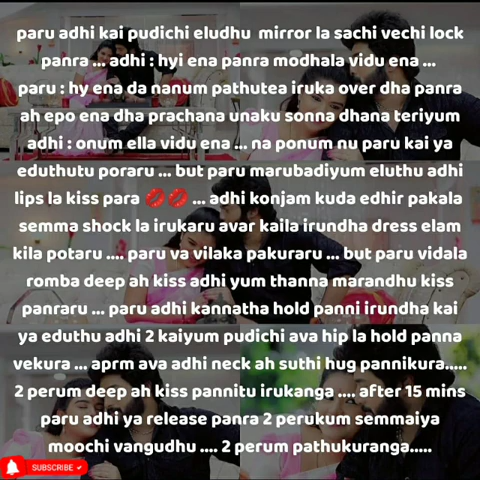 paru adhi kai pudichi eludhu mirror la sachi vechi lock
panra ... adhi : hyi ena panra modhala vidu ena ...
paru : hy ena da nanum pathutea iruka over dha panra
ah epo ena dha prachana unaku sonna dhana teriyum
adhi : onum ella vidu ena ... na ponum nu paru kai ya
eduthutu poraru ... but paru marubadiyum eluthu adhi
lips la kiss para 💋💋 ... adhi konjam kuda edhir pakala
semma shock la irukaru avar kaila irundha dress elam
kila potaru .... paru va vilaka pakuraru ... but paru vidala
romba deep ah kiss adhi yum thanna marandhu kiss
panraru ... paru adhi kannatha hold panni irundha kai
ya eduthu adhi 2 kaiyum pudichi ava hip la hold panna
vekura ... aprm ava adhi neck ah suthi hug pannikura.....
2 perum deep ah kiss pannitu irukanga .... after 15 mins
paru adhi ya release panra 2 perukum semmaiya
moochi vangudhu .... 2 perum pathukuranga.....
SUBSCRIBE